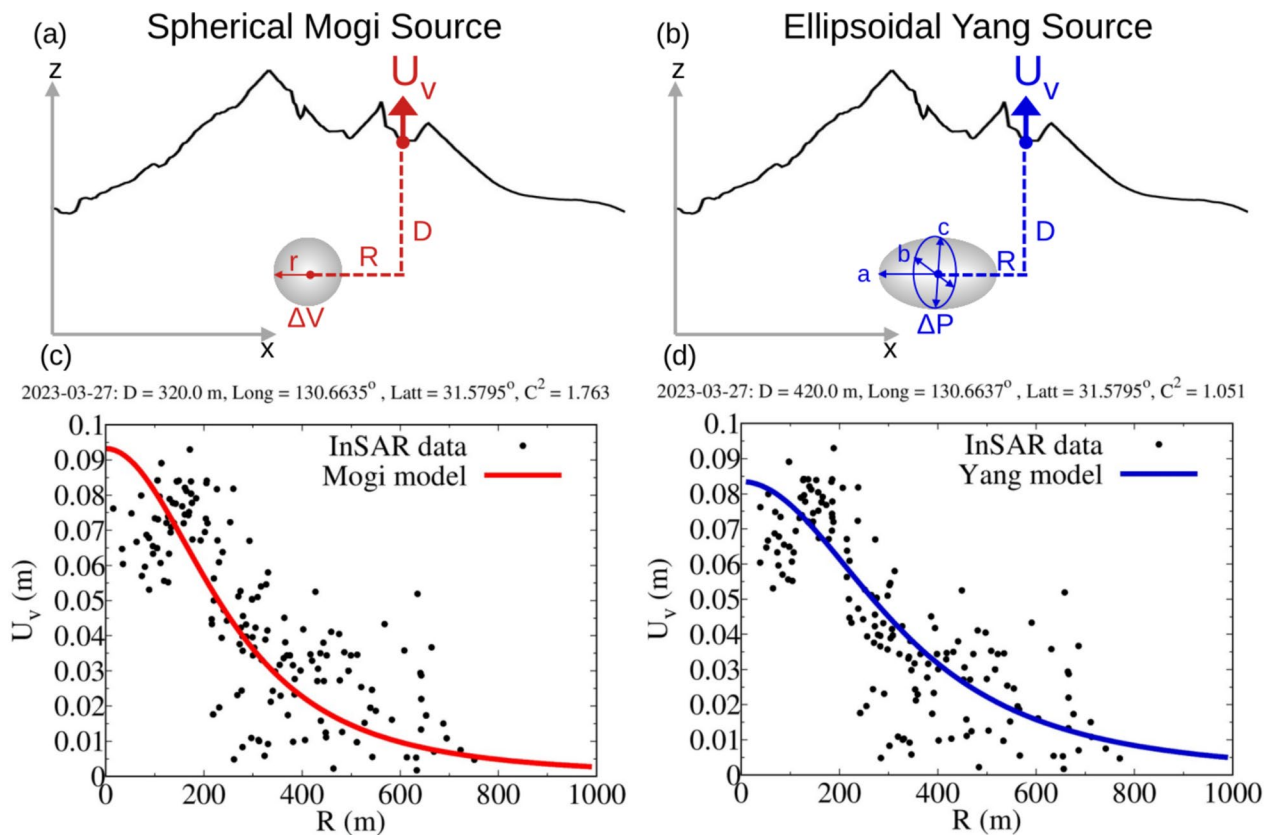 (a) Spherical Mogi Source
z
Uᵥ
D
R
r
ΔV
x
(b) Ellipsoidal Yang Source
z
Uᵥ
D
c
b
R
a
ΔP
x
(c)
2023-03-27: D = 320.0 m, Long = 130.6635°, Latt = 31.5795°, C² = 1.763
InSAR data
Mogi model
Uᵥ (m)
0.1
0.09
0.08
0.07
0.06
0.05
0.04
0.03
0.02
0.01
0
0 200 400 600 800 1000
R (m)
(d)
2023-03-27: D = 420.0 m, Long = 130.6637°, Latt = 31.5795°, C² = 1.051
InSAR data
Yang model
Uᵥ (m)
0.1
0.09
0.08
0.07
0.06
0.05
0.04
0.03
0.02
0.01
0
0 200 400 600 800 1000
R (m)